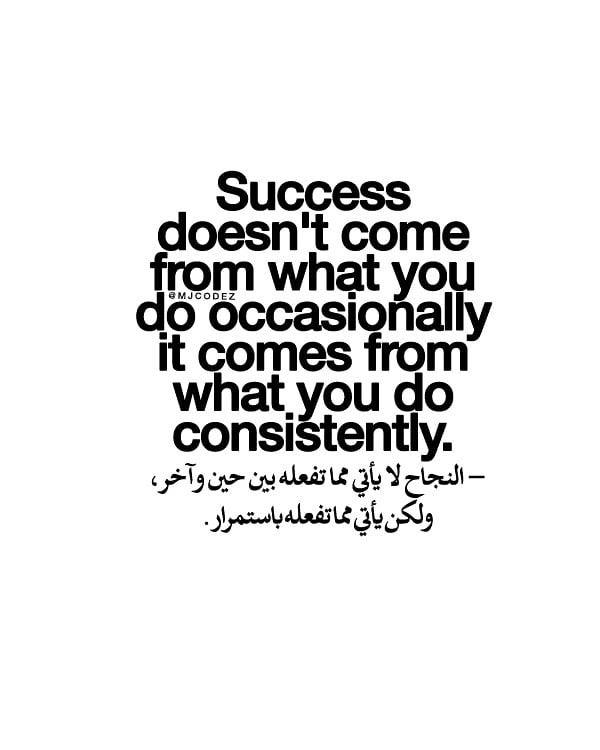 Success
doesn't come
from what you
@MJCODEZ
do occasionally
it comes from
what you do
consistently.
– النجاح لا يأتي مما تفعله بين حين وآخر،
ولكن يأتي مما تفعله باستمرار.